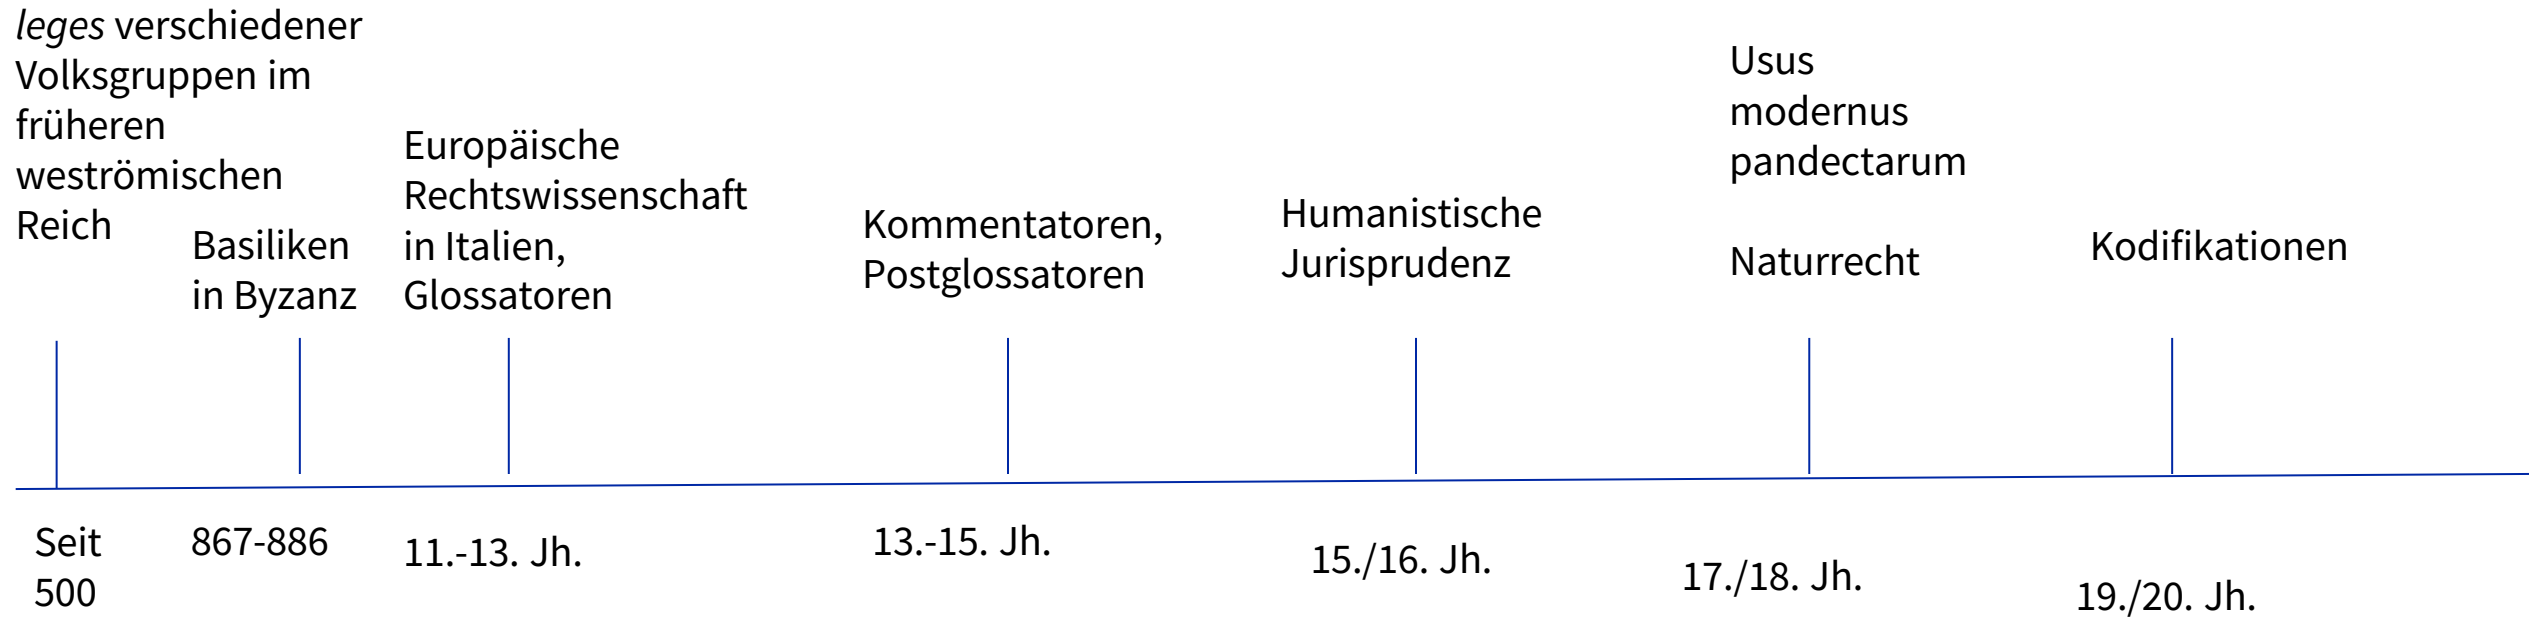 leges verschiedener
Volksgruppen im
früheren
weströmischen
Reich
Basiliken
in Byzanz
Europäische
Rechtswissenschaft
in Italien,
Glossatoren
Kommentatoren,
Postglossatoren
Humanistische
Jurisprudenz
Usus
modernus
pandectarum
Naturrecht
Kodifikationen
Seit
500
867-886
11.-13. Jh.
13.-15. Jh.
15./16. Jh.
17./18. Jh.
19./20. Jh.